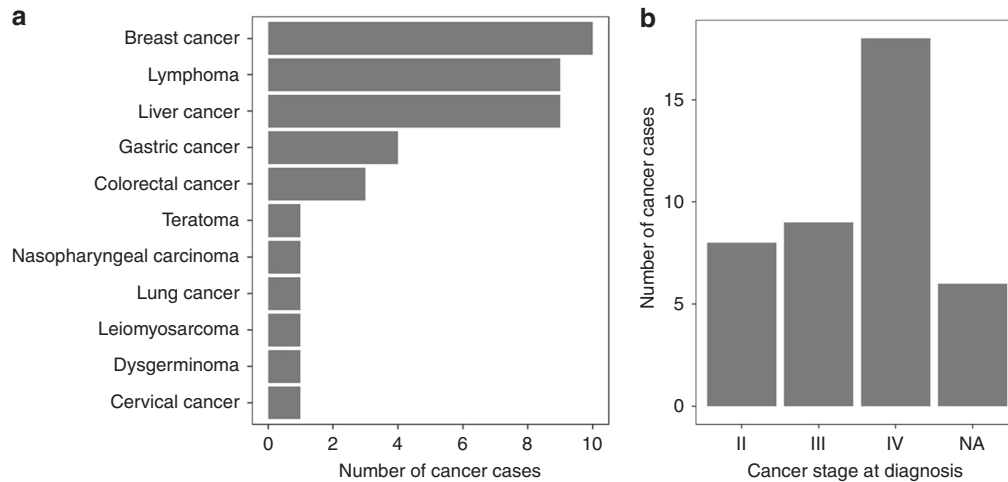 a
Breast cancer
Lymphoma
Liver cancer
Gastric cancer
Colorectal cancer
Teratoma
Nasopharyngeal carcinoma
Lung cancer
Leiomyosarcoma
Dysgerminoma
Cervical cancer
0 2 4 6 8 10
Number of cancer cases
b
Number of cancer cases
15
10
5
0
II III IV NA
Cancer stage at diagnosis